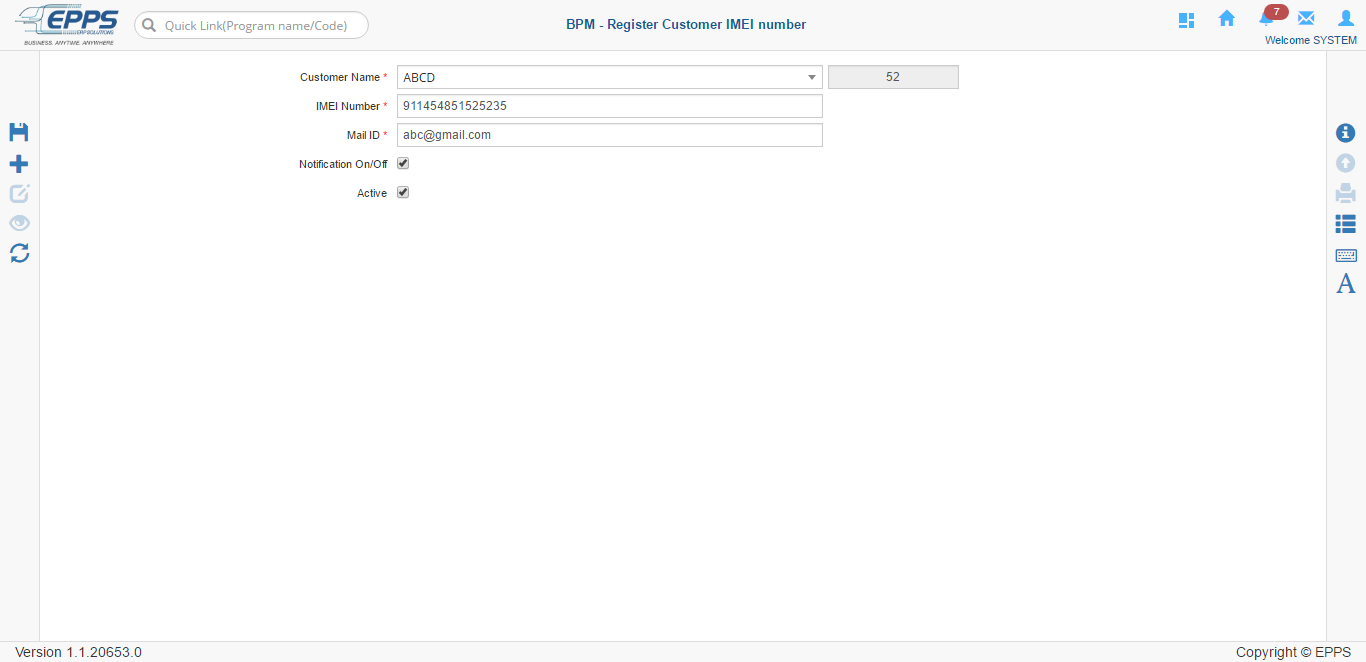 EPPS
ERP SOLUTIONS
BUSINESS. ANYTIME. ANYWHERE
Quick Link(Program name/Code)
BPM - Register Customer IMEI number
7
Welcome SYSTEM
Customer Name * ABCD 52
IMEI Number * 911454851525235
Mail ID * abc@gmail.com
Notification On/Off
Active
A
Version 1.1.20653.0
Copyright © EPPS